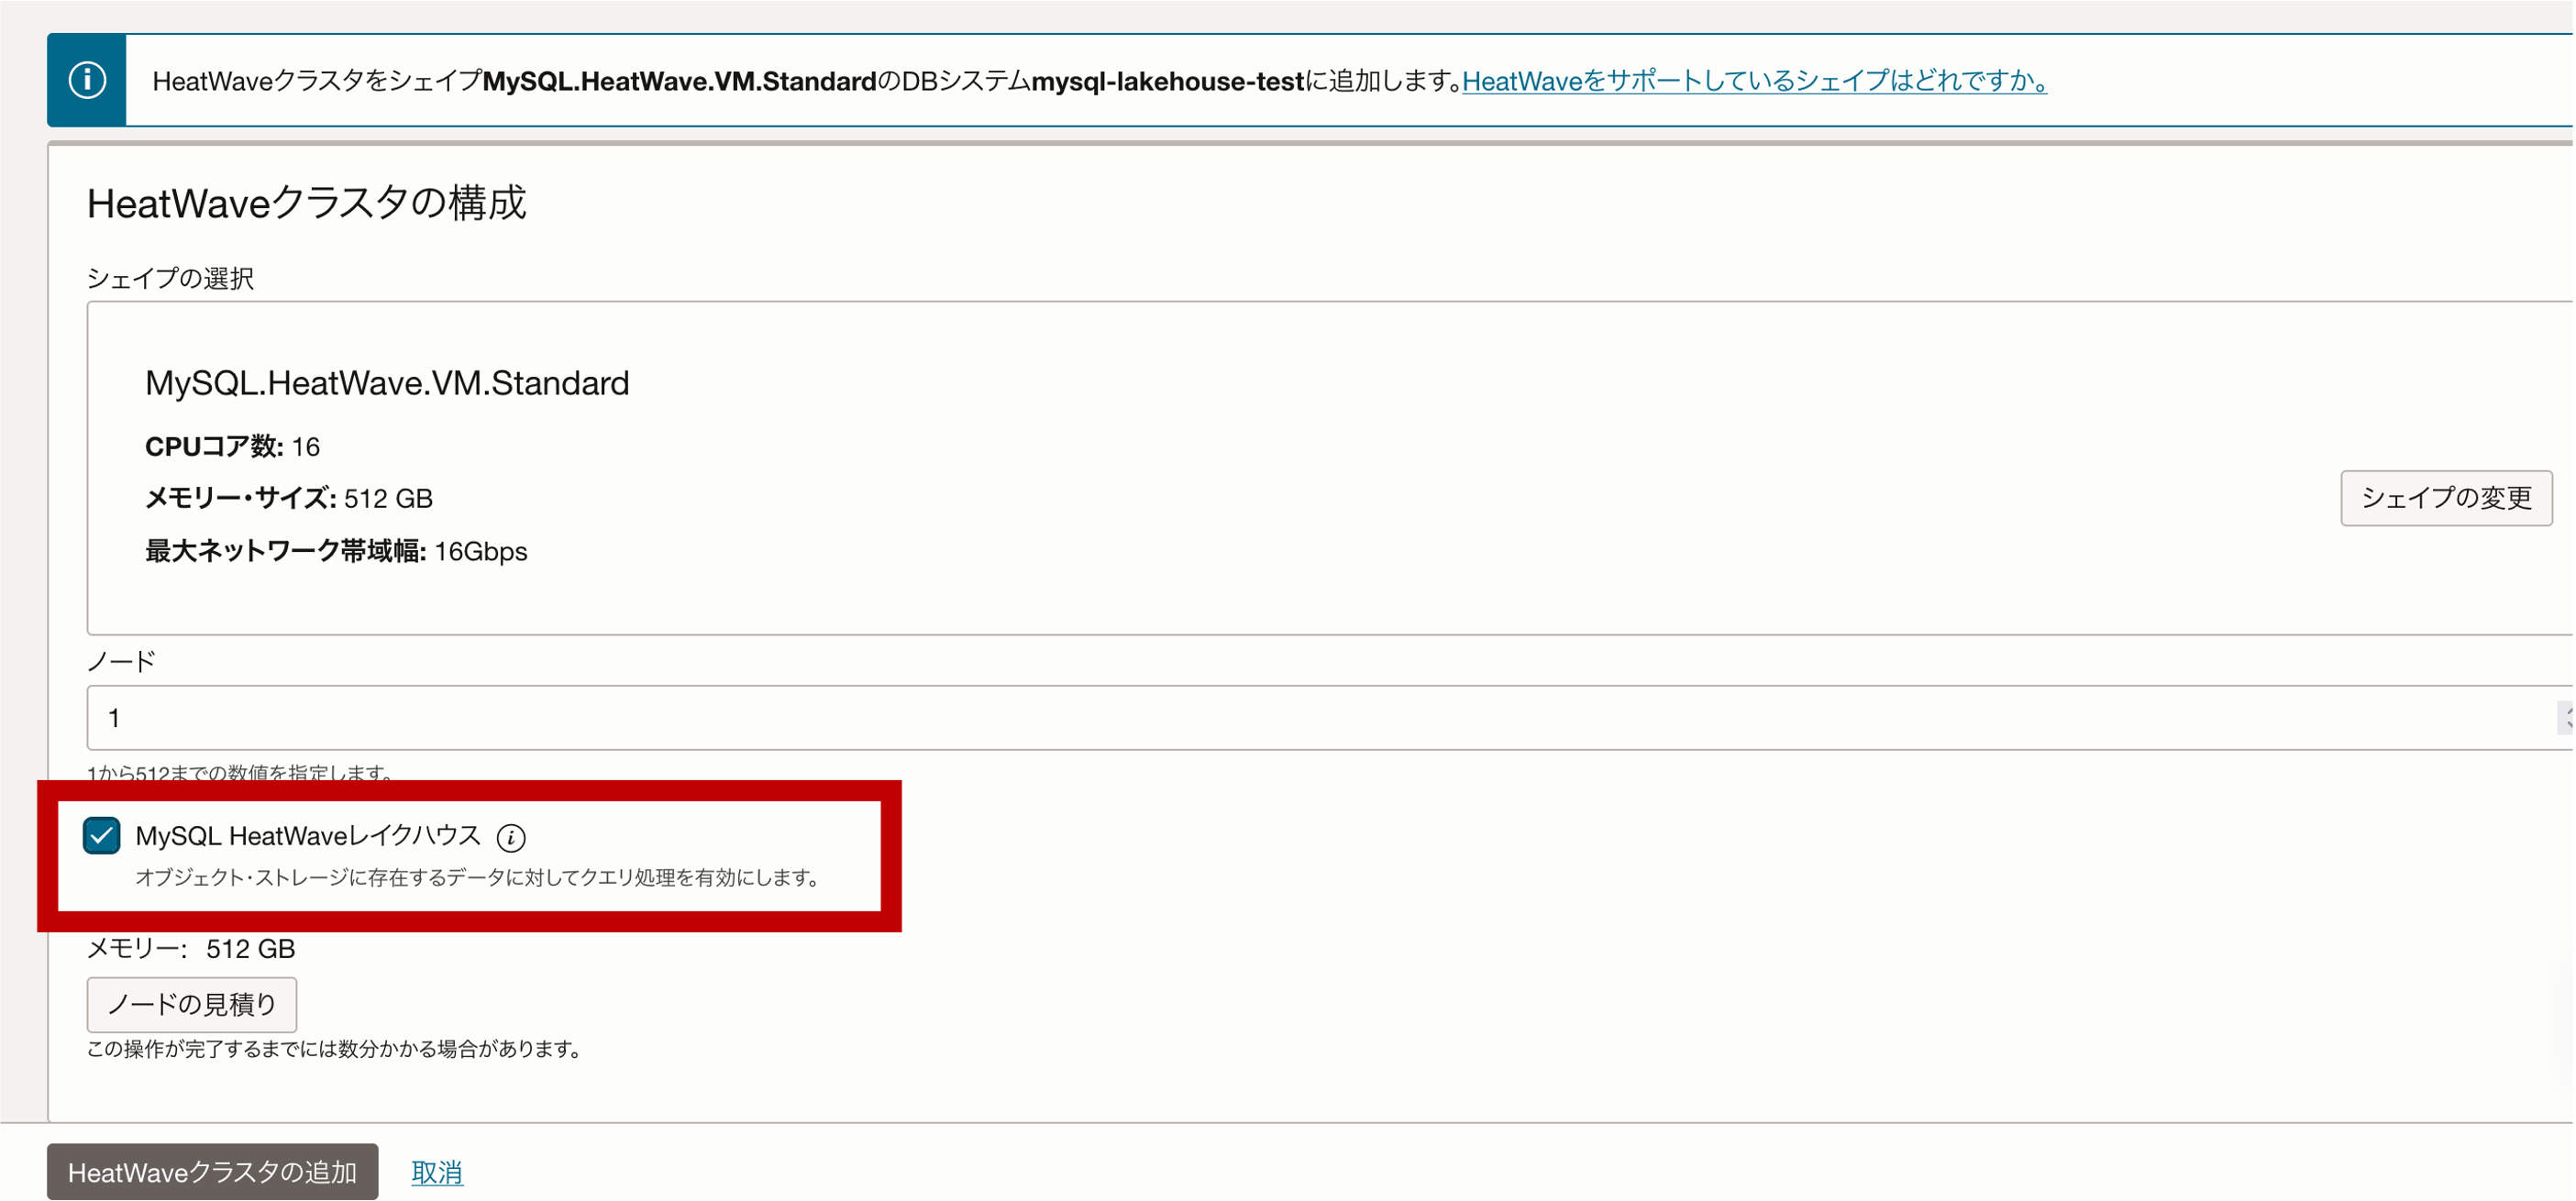 HeatWaveクラスタをシェイプMySQL.HeatWave.VM.StandardのDBシステムmysql-lakehouse-testに追加します。HeatWaveをサポートしているシェイプはどれですか。
HeatWaveクラスタの構成
シェイプの選択
MySQL.HeatWave.VM.Standard
CPUコア数: 16
メモリー・サイズ: 512 GB
シェイプの変更
最大ネットワーク帯域幅: 16Gbps
ノード
1
1から512までの数値を指定します。
MySQL HeatWaveレイクハウス
オブジェクト・ストレージに存在するデータに対してクエリ処理を有効にします。
メモリー: 512 GB
ノードの見積り
この操作が完了するまでには数分かかる場合があります。
HeatWaveクラスタの追加 取消